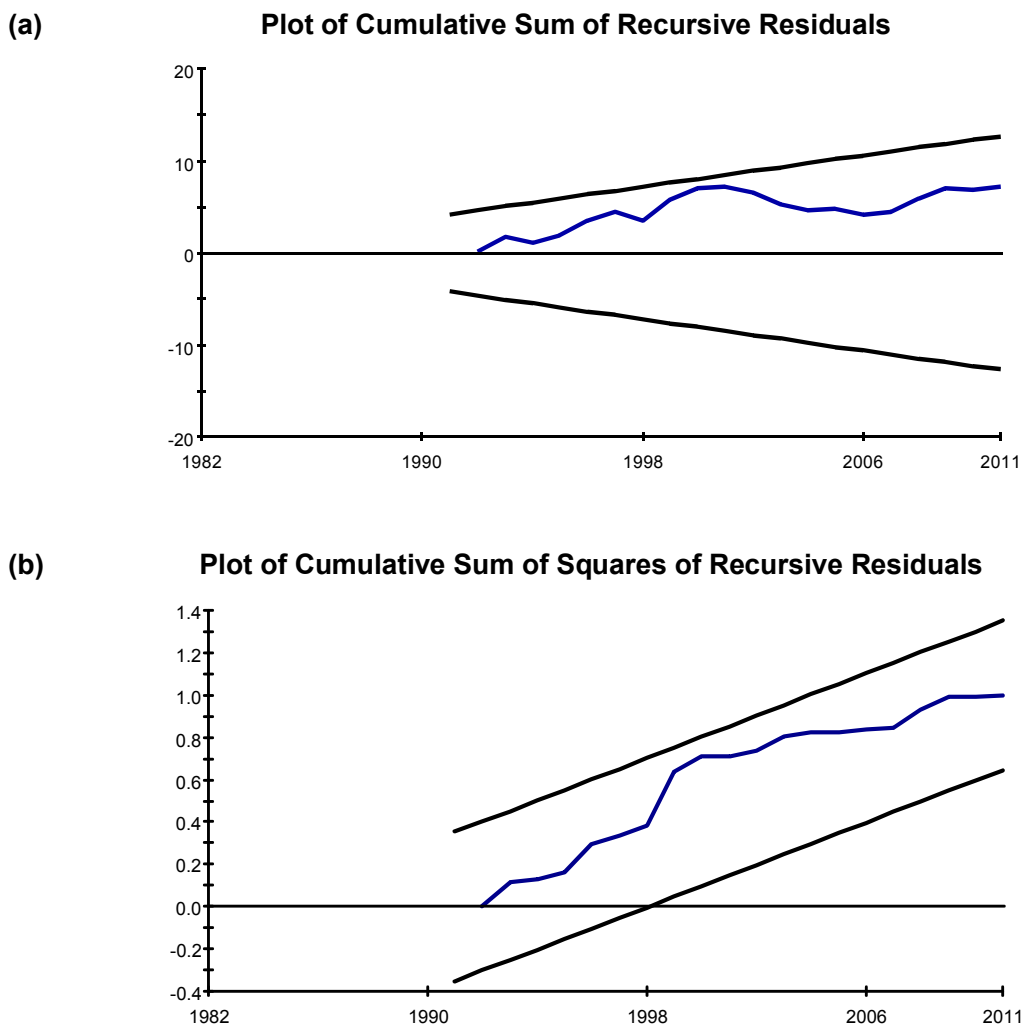 (a)
Plot of Cumulative Sum of Recursive Residuals
20
10
0
-10
-20
1982 1990 1998 2006 2011
(b)
Plot of Cumulative Sum of Squares of Recursive Residuals
1.4
1.2
1.0
0.8
0.6
0.4
0.2
0.0
-0.2
-0.4
1982 1990 1998 2006 2011